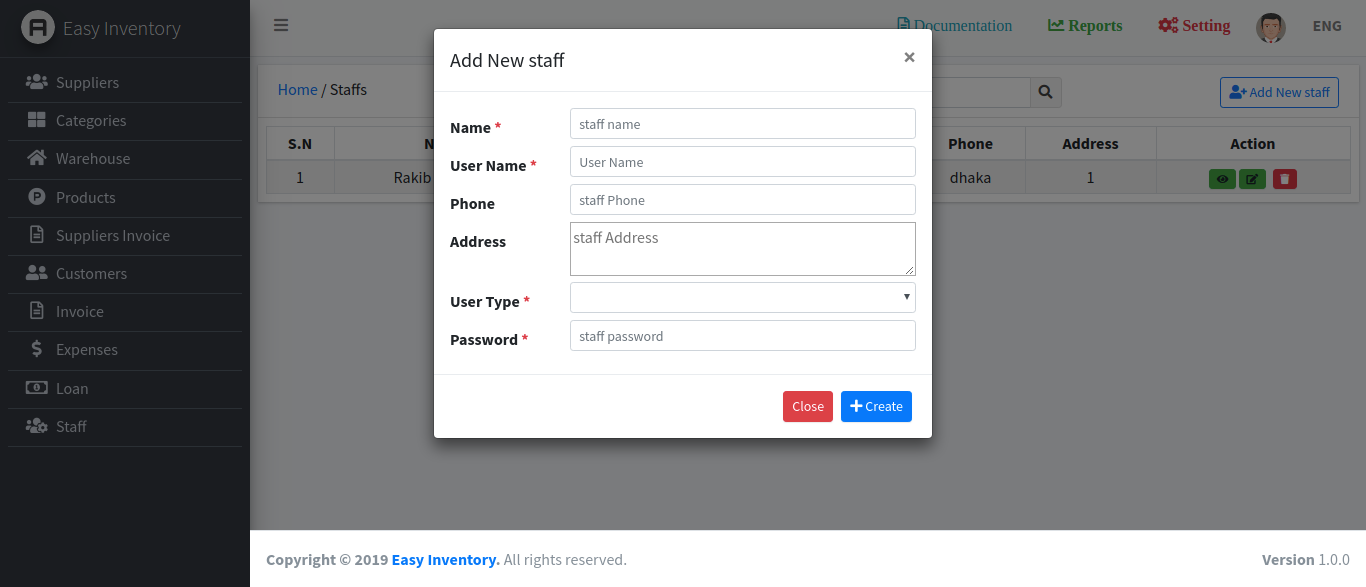 Easy Inventory
Documentation Reports Setting ENG
Suppliers
Categories
Warehouse
Products
Suppliers Invoice
Customers
Invoice
Expenses
Loan
Staff
Home / Staffs
Add New staff
S.N Phone Address Action
1 Rakib dhaka 1
Add New staff ×
Name * staff name
User Name * User Name
Phone staff Phone
Address staff Address
User Type *
Password * staff password
Close Create
Copyright © 2019 Easy Inventory. All rights reserved. Version 1.0.0